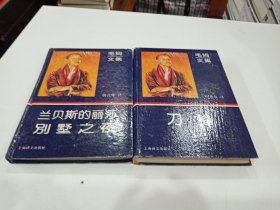 毛姆
文集
兰贝斯的丽莎
别墅之夜
上海译文出版社
毛姆
文集
刀锋
上海译文出版社